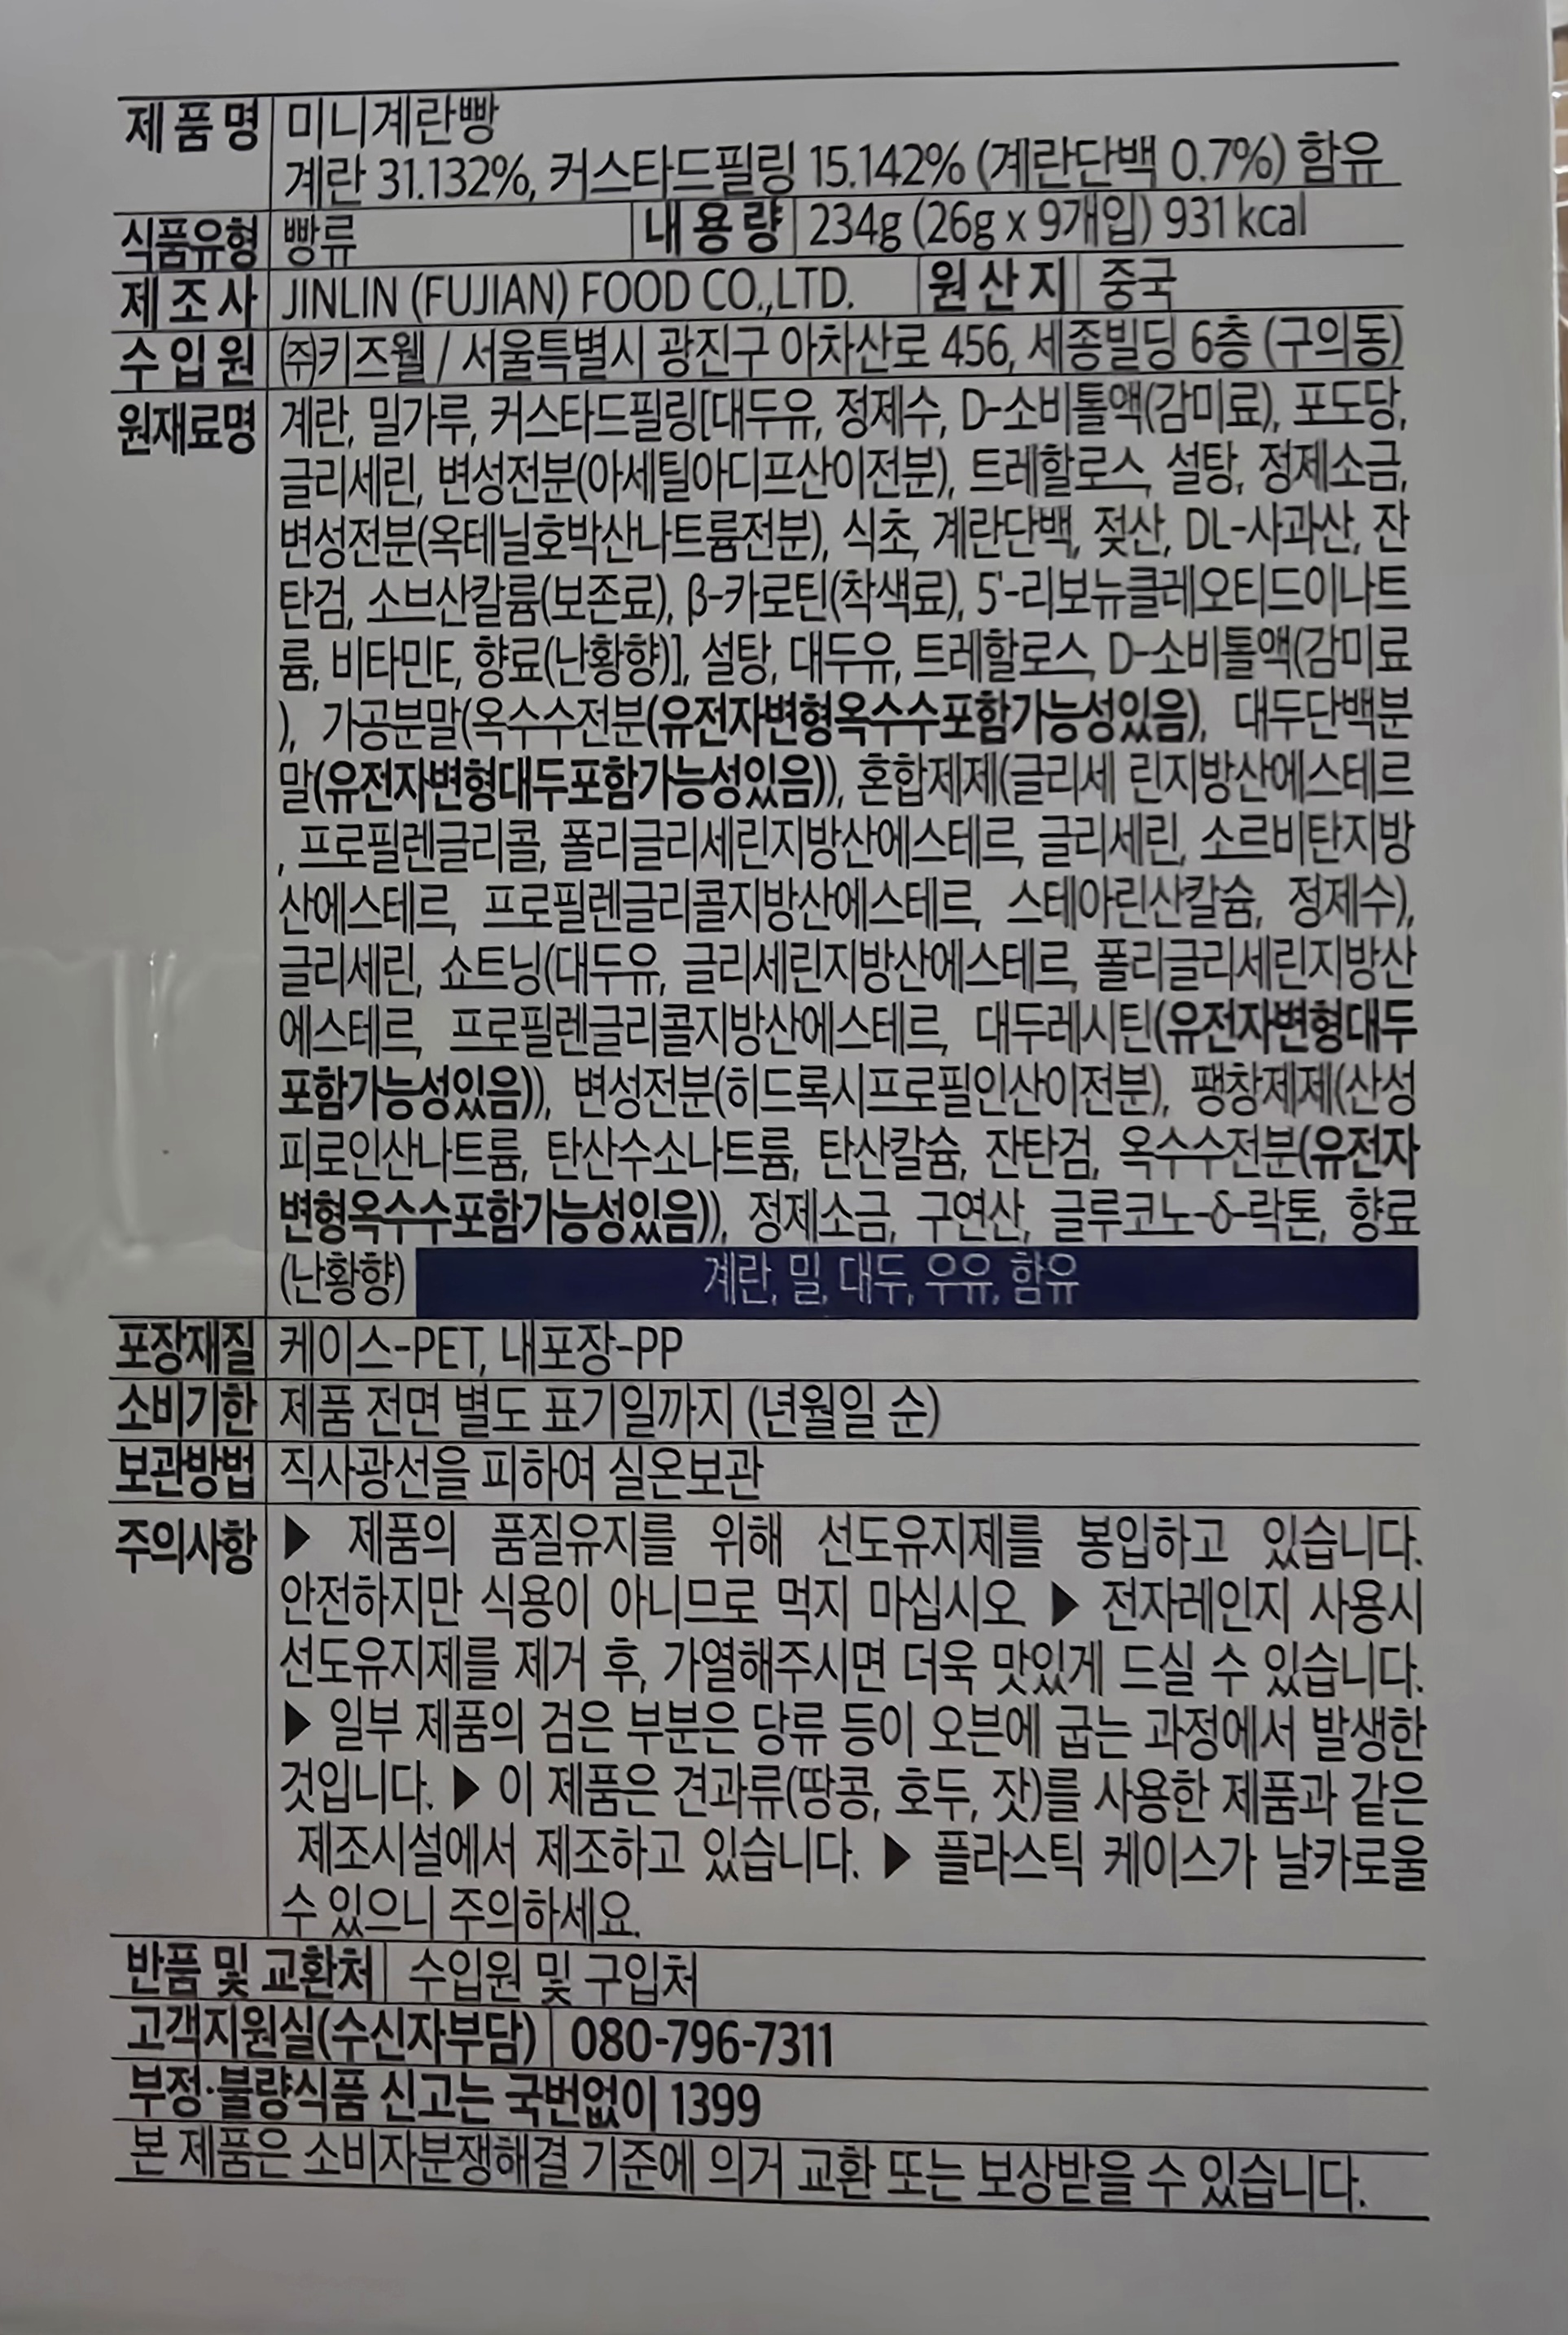 제품명 미니계란빵
계란 31.132%, 커스타드필링 15.142% (계란단백 0.7%) 함유
식품유형 빵류 내용량 234g (26g x 9개입) 931 kcal
제조사 JINLIN (FUJIAN) FOOD CO.,LTD. 원산지 중국
수입원 ㈜키즈웰 / 서울특별시 광진구 아차산로 456, 세종빌딩 6층 (구의동)
원재료명 계란, 밀가루, 커스타드필링[대두유, 정제수, D-소비톨액(감미료), 포도당,
글리세린, 변성전분(아세틸아디프산이전분), 트레할로스, 설탕, 정제소금,
변성전분(옥테닐호박산나트륨전분), 식초, 계란단백, 젖산, DL-사과산, 잔
탄검, 소브산칼륨(보존료), β-카로틴(착색료), 5'-리보뉴클레오티드이나트
륨, 비타민E, 향료(난황향)], 설탕, 대두유, 트레할로스, D-소비톨액(감미료
), 가공분말(옥수수전분(유전자변형옥수수포함가능성있음), 대두단백분
말(유전자변형대두포함가능성있음)), 혼합제제(글리세 린지방산에스테르
, 프로필렌글리콜, 폴리글리세린지방산에스테르, 글리세린, 소르비탄지방
산에스테르, 프로필렌글리콜지방산에스테르, 스테아린산칼슘, 정제수),
글리세린, 쇼트닝(대두유, 글리세린지방산에스테르, 폴리글리세린지방산
에스테르, 프로필렌글리콜지방산에스테르, 대두레시틴(유전자변형대두
포함가능성있음)), 변성전분(히드록시프로필인산이전분), 팽창제제(산성
피로인산나트륨, 탄산수소나트륨, 탄산칼슘, 잔탄검, 옥수수전분(유전자
변형옥수수포함가능성있음)), 정제소금, 구연산, 글루코노-δ-락톤, 향료
(난황향) 계란, 밀, 대두, 우유, 함유
포장재질 케이스-PET, 내포장-PP
소비기한 제품 전면 별도 표기일까지 (년월일 순)
보관방법 직사광선을 피하여 실온보관
주의사항 ▶ 제품의 품질유지를 위해 선도유지제를 봉입하고 있습니다.
안전하지만 식용이 아니므로 먹지 마십시오 ▶ 전자레인지 사용시
선도유지제를 제거 후, 가열해주시면 더욱 맛있게 드실 수 있습니다.
▶ 일부 제품의 검은 부분은 당류 등이 오븐에 굽는 과정에서 발생한
것입니다. ▶ 이 제품은 견과류(땅콩, 호두, 잣)를 사용한 제품과 같은
제조시설에서 제조하고 있습니다. ▶ 플라스틱 케이스가 날카로울
수 있으니 주의하세요.
반품 및 교환처 수입원 및 구입처
고객지원실(수신자부담) 080-796-7311
부정·불량식품 신고는 국번없이 1399
본 제품은 소비자분쟁해결 기준에 의거 교환 또는 보상받을 수 있습니다.